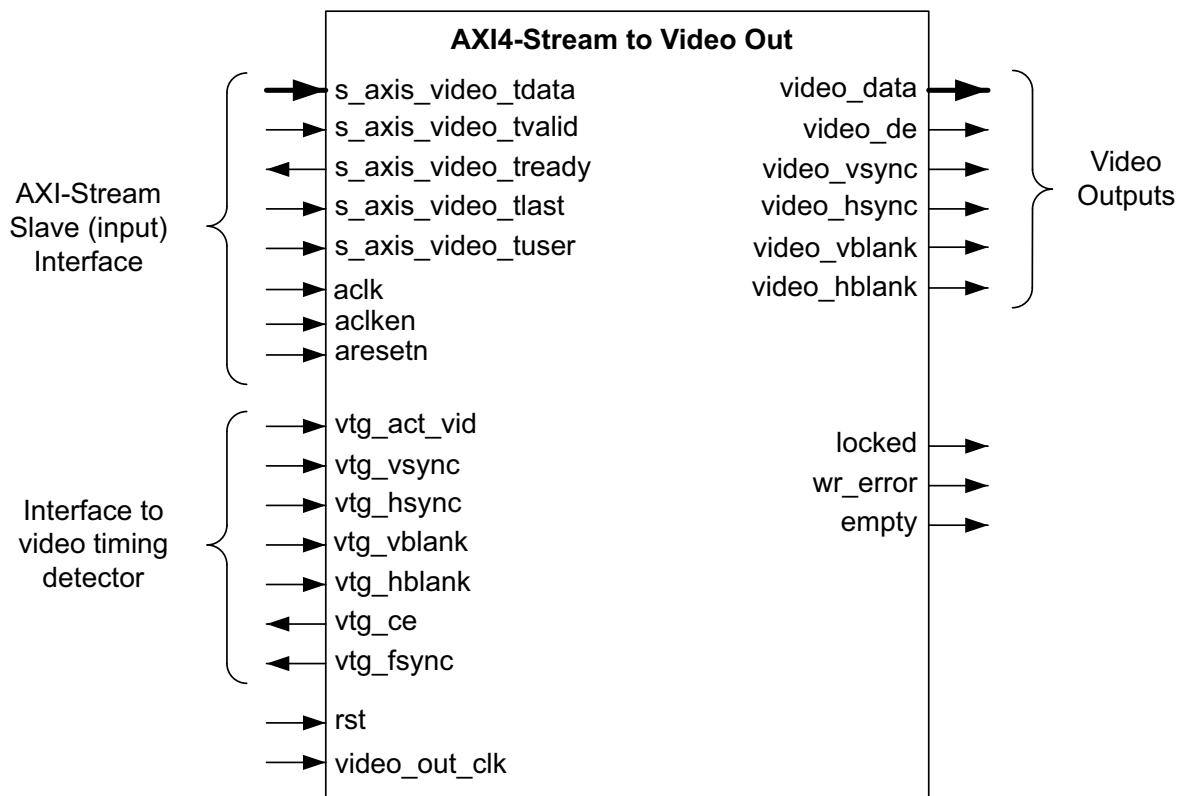 AXI4-Stream to Video Out
AXI-Stream
Slave (input)
Interface
s_axis_video_tdata
s_axis_video_tvalid
s_axis_video_tready
s_axis_video_tlast
s_axis_video_tuser
aclk
aclken
aresetn
Interface to
video timing
detector
vtg_act_vid
vtg_vsync
vtg_hsync
vtg_vblank
vtg_hblank
vtg_ce
vtg_fsync
rst
video_out_clk
video_data
video_de
video_vsync
video_hsync
video_vblank
video_hblank
Video
Outputs
locked
wr_error
empty